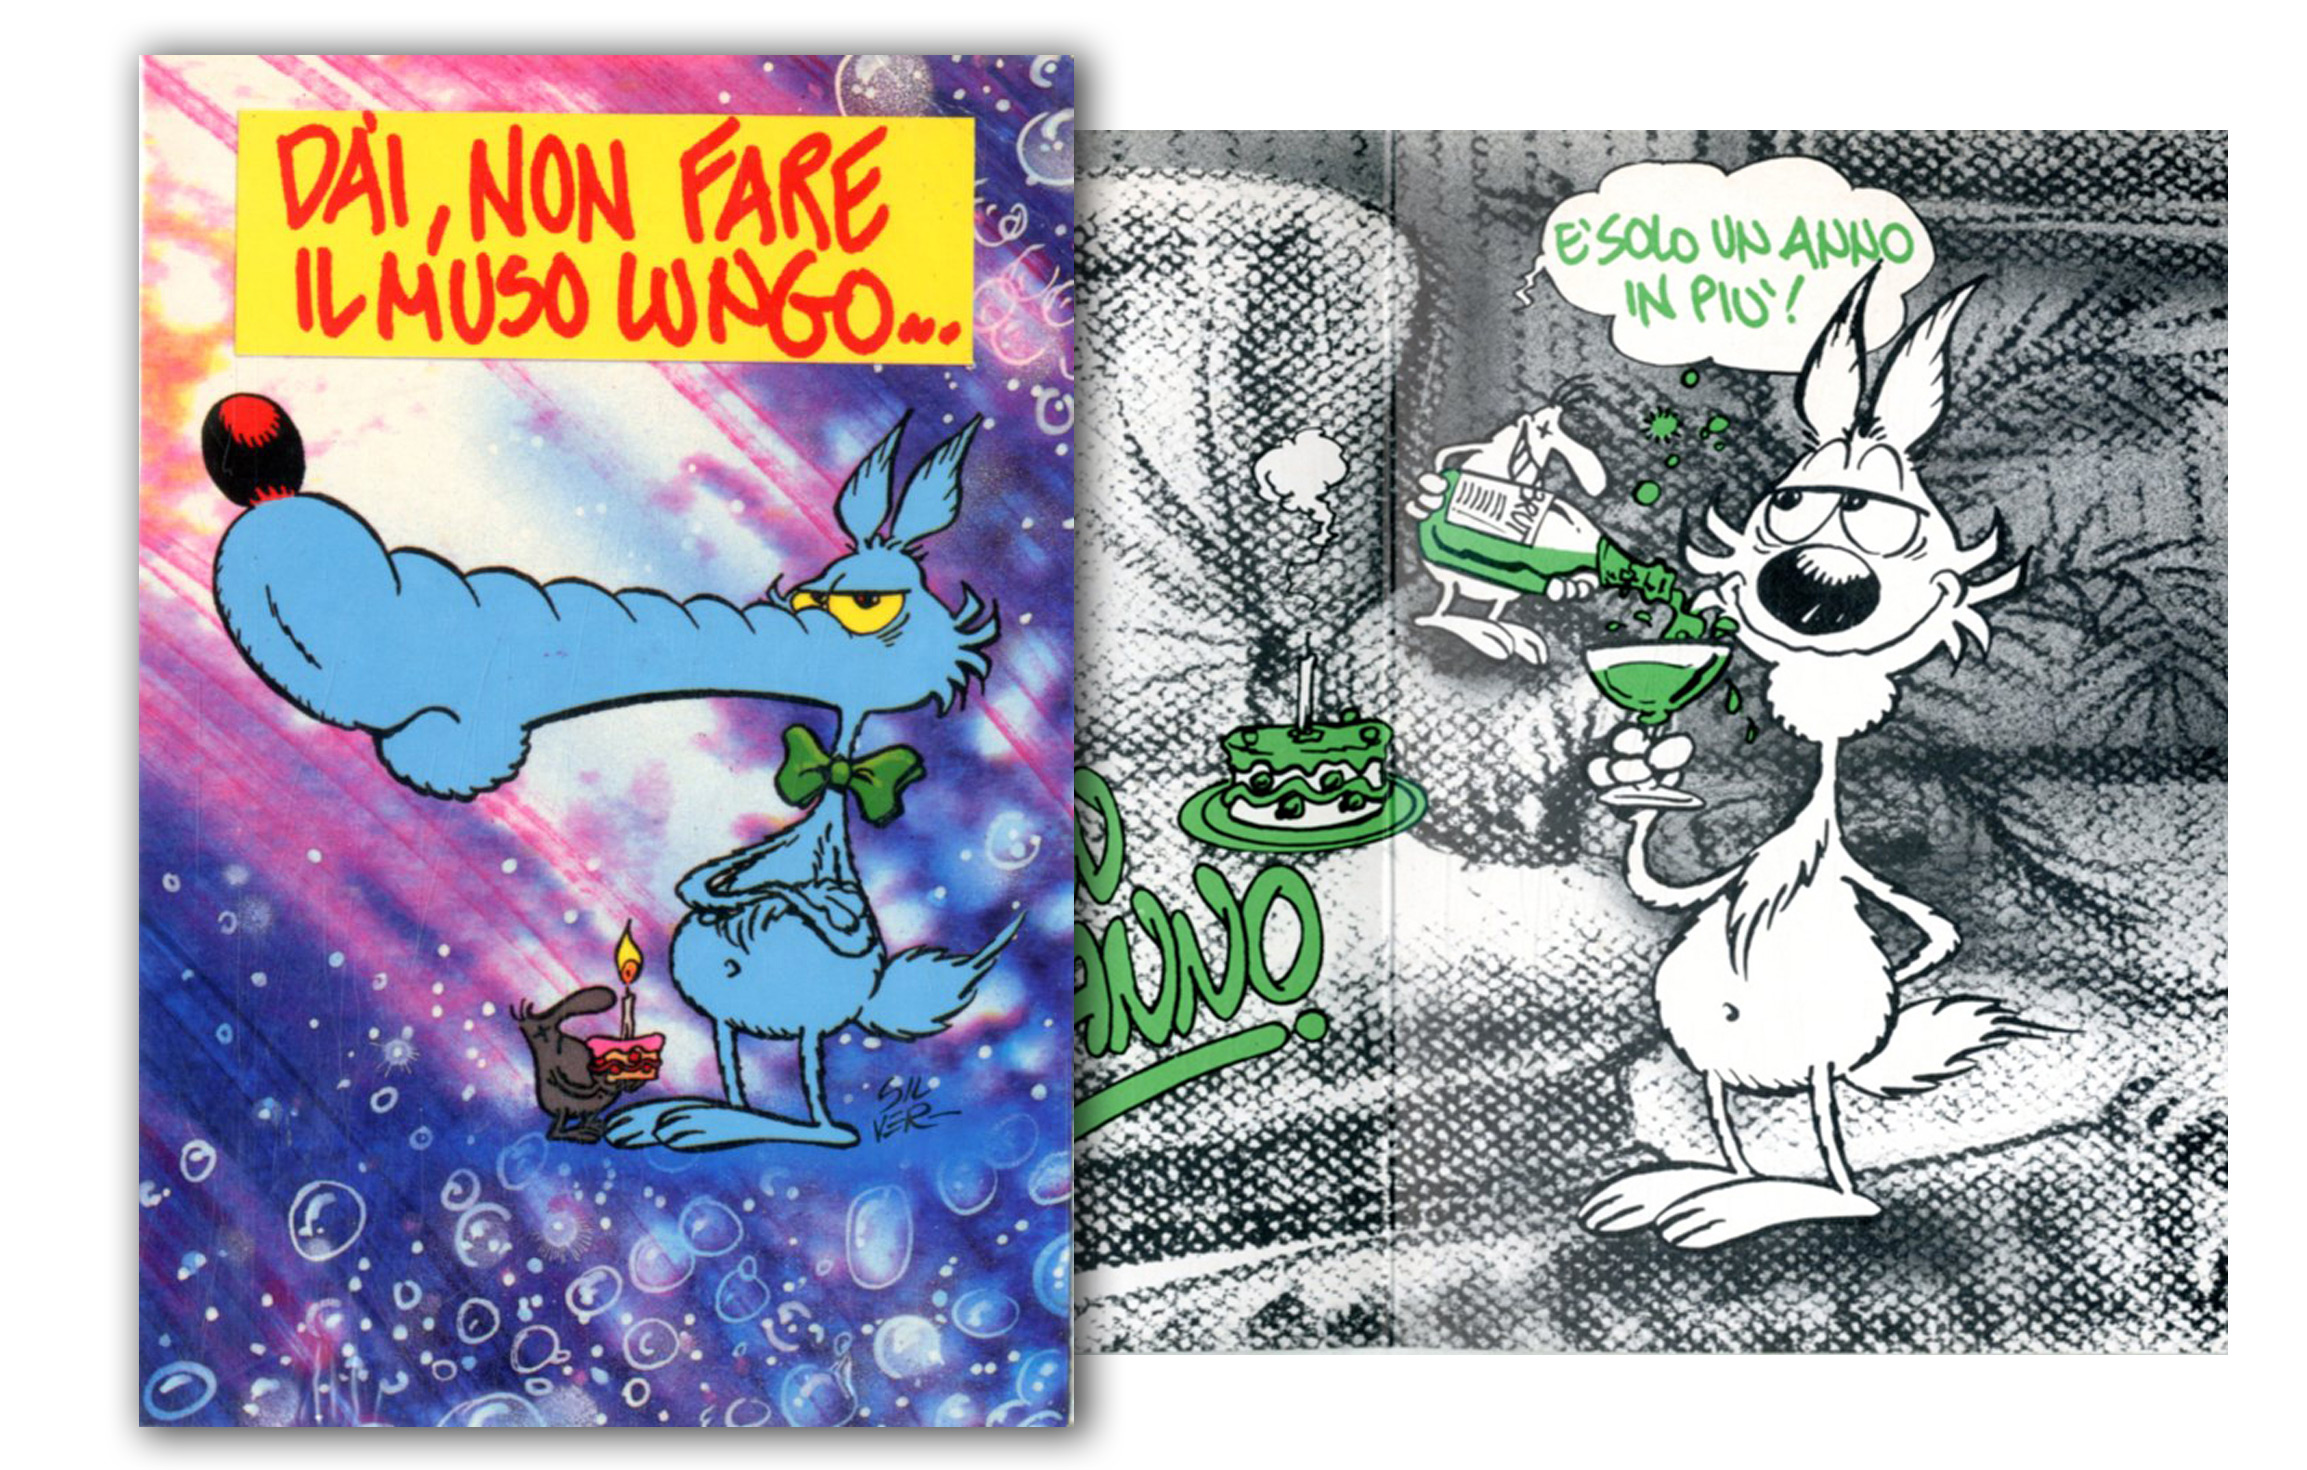 DAI, NON FARE
IL MUSO LUNGO...
SIL
VER
E' SOLO UN ANNO
IN PIU'!
BRUT
ANNO